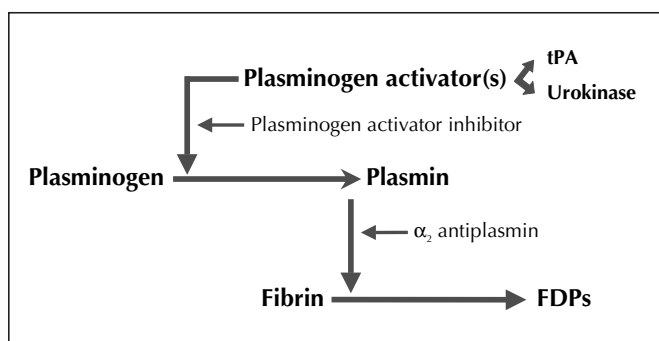 tPA
Plasminogen activator(s)
Urokinase
Plasminogen activator inhibitor
Plasminogen
Plasmin
α₂ antiplasmin
Fibrin
FDPs